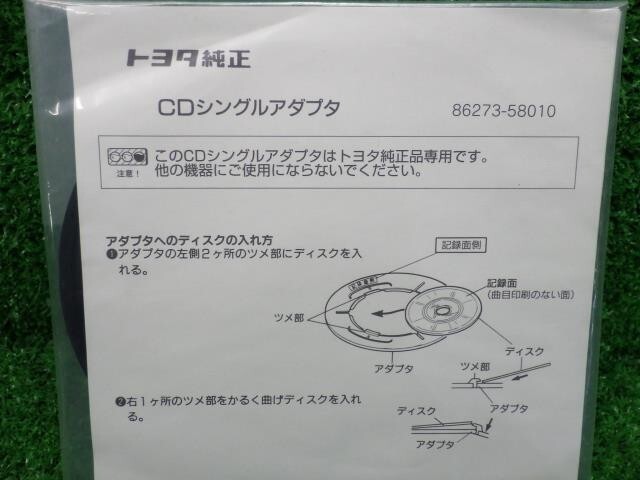 トヨタ純正
CDシングルアダプタ 86273-58010
注意！
このCDシングルアダプタはトヨタ純正品専用です。
他の機器にご使用にならないでください。
アダプタへのディスクの入れ方
❶アダプタの左側2ヶ所のツメ部にディスクを入
れる。
記録面側
記録面
（曲目印刷のない面）
ツメ部
アダプタ
ディスク
ツメ部
アダプタ
❷右1ヶ所のツメ部をかるく曲げディスクを入れ
る。
ディスク
アダプタ